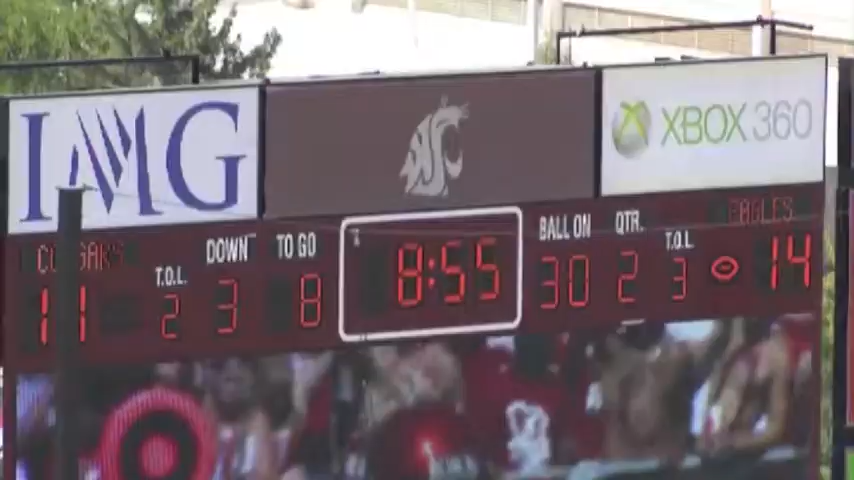 IMG
XBOX 360
COUGARS
EAGLES
DOWN TO GO BALL ON QTR.
T.O.L. T.O.L.
11 2 3 8 8:55 30 2 3 14